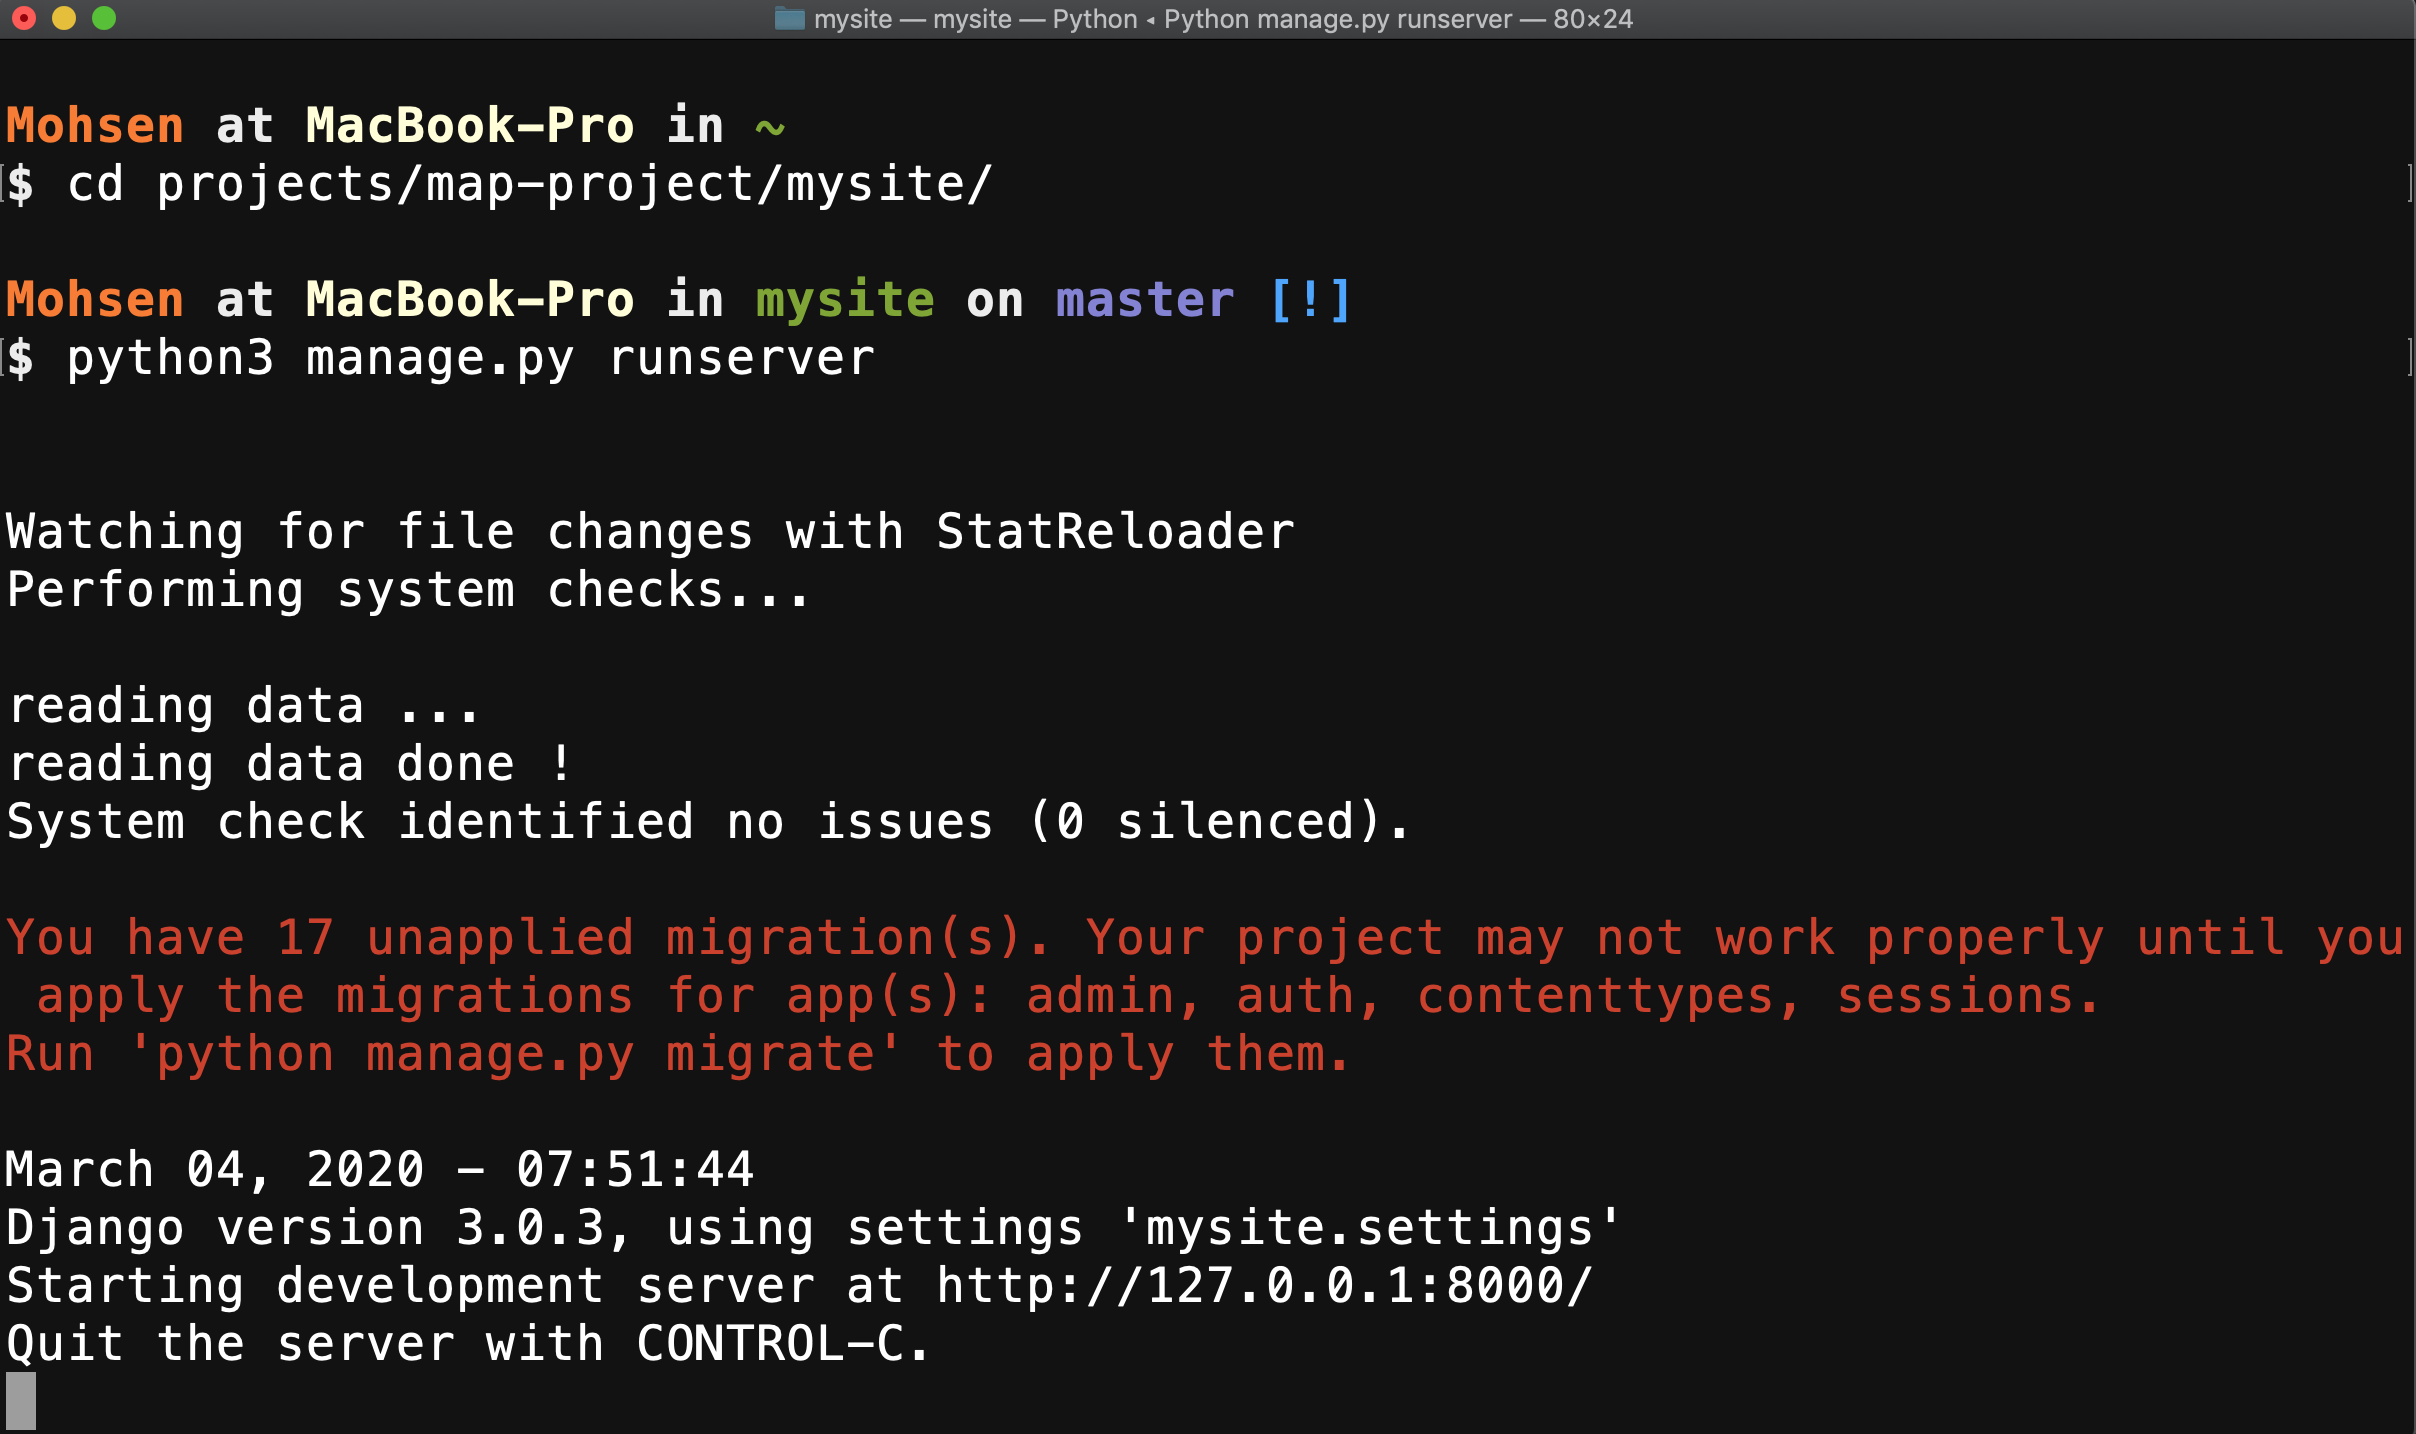 mysite — mysite — Python ◂ Python manage.py runserver — 80×24
Mohsen at MacBook-Pro in ~
$ cd projects/map-project/mysite/
Mohsen at MacBook-Pro in mysite on master [!]
$ python3 manage.py runserver
Watching for file changes with StatReloader
Performing system checks...
reading data ...
reading data done !
System check identified no issues (0 silenced).
You have 17 unapplied migration(s). Your project may not work properly until you
 apply the migrations for app(s): admin, auth, contenttypes, sessions.
Run 'python manage.py migrate' to apply them.
March 04, 2020 - 07:51:44
Django version 3.0.3, using settings 'mysite.settings'
Starting development server at http://127.0.0.1:8000/
Quit the server with CONTROL-C.